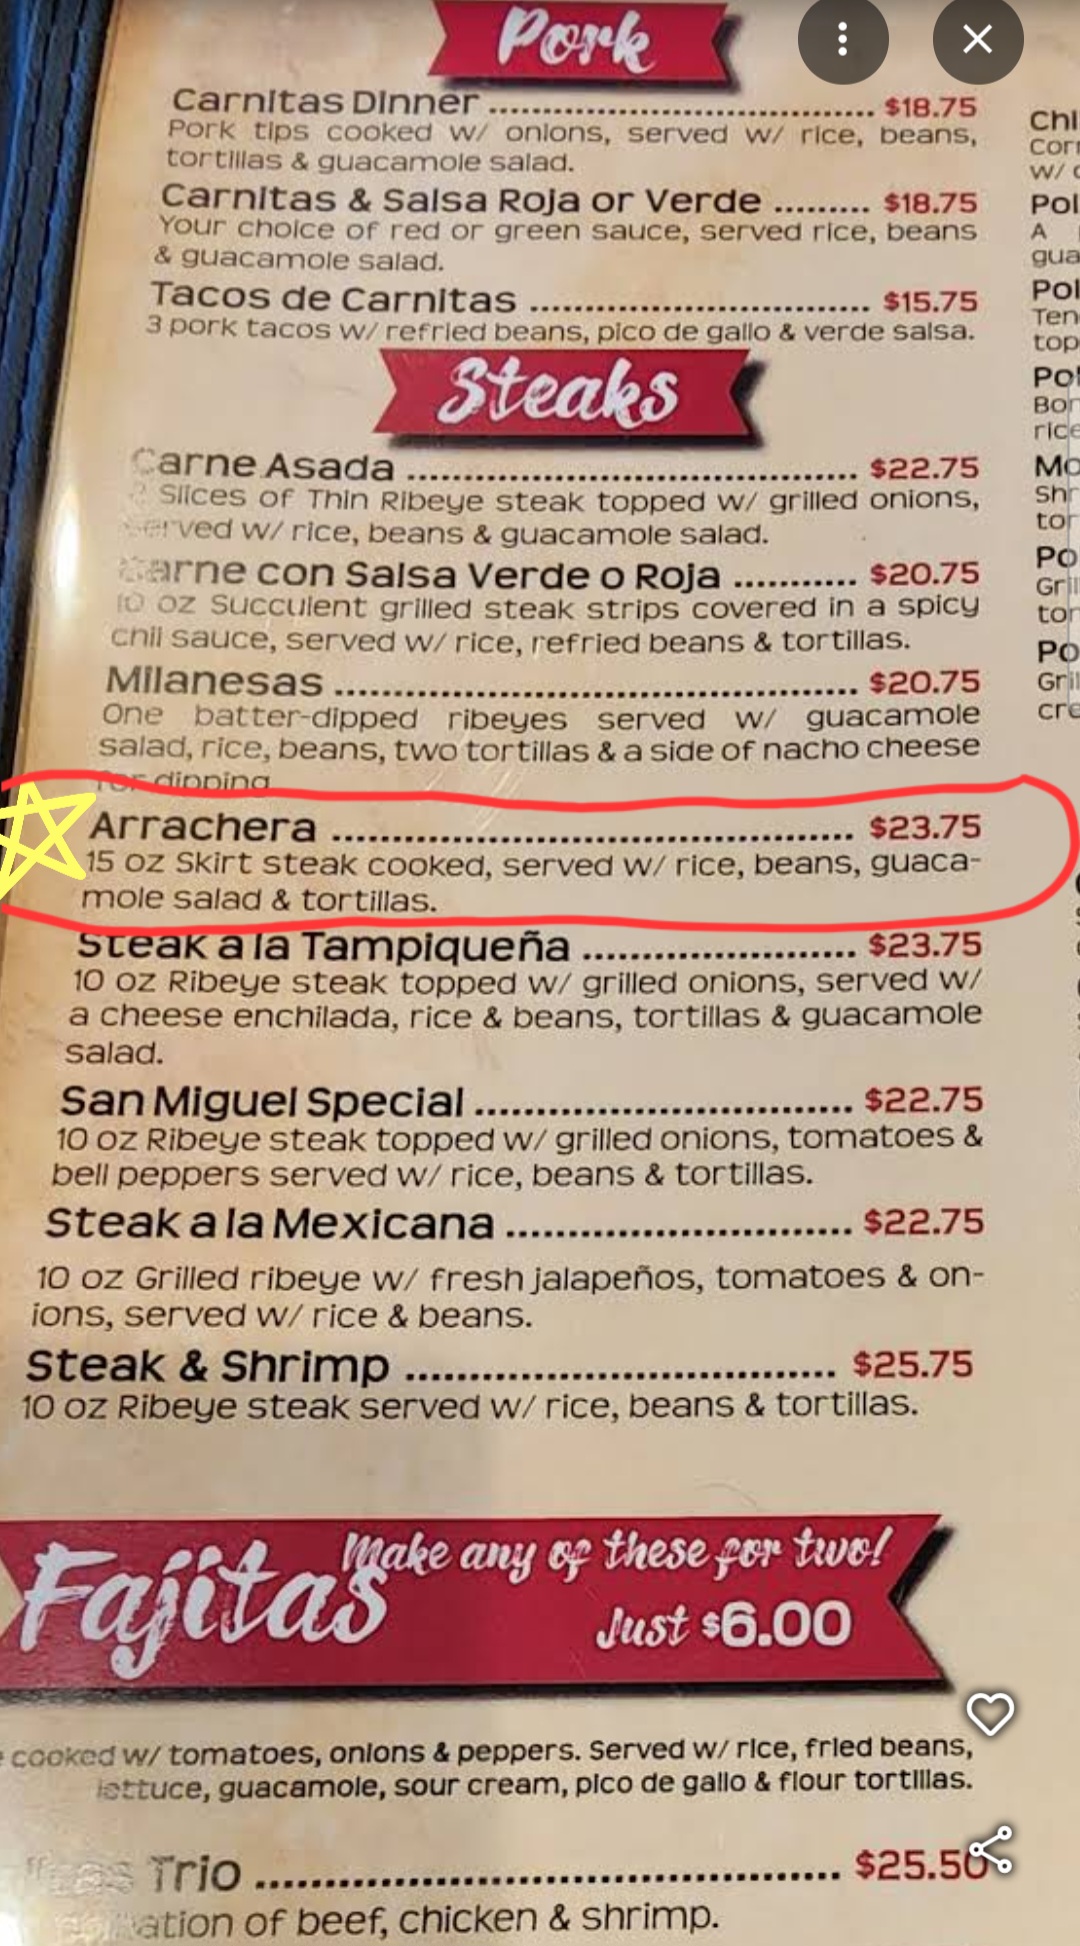 Pork
Carnitas Dinner ........ $18.75
Pork tips cooked w/ onions, served w/ rice, beans,
tortillas & guacamole salad.
Carnitas & Salsa Roja or Verde ......... $18.75
Your choice of red or green sauce, served rice, beans
& guacamole salad.
Tacos de Carnitas ........ $15.75
3 pork tacos w/ refried beans, pico de gallo & verde salsa.
Steaks
Carne Asada ........ $22.75
Slices of Thin Ribeye steak topped w/ grilled onions,
served w/ rice, beans & guacamole salad.
Carne con Salsa Verde o Roja ........... $20.75
10 oz Succulent grilled steak strips covered in a spicy
chili sauce, served w/ rice, refried beans & tortillas.
Milanesas ........ $20.75
One batter-dipped ribeyes served w/ guacamole
salad, rice, beans, two tortillas & a side of nacho cheese
for dipping
Arrachera ........ $23.75
15 oz Skirt steak cooked, served w/ rice, beans, guaca-
mole salad & tortillas.
Steak a la Tampiqueña ........ $23.75
10 oz Ribeye steak topped w/ grilled onions, served w/
a cheese enchilada, rice & beans, tortillas & guacamole
salad.
San Miguel Special ........ $22.75
10 oz Ribeye steak topped w/ grilled onions, tomatoes &
bell peppers served w/ rice, beans & tortillas.
Steak a la Mexicana ........ $22.75
10 oz Grilled ribeye w/ fresh jalapeños, tomatoes & on-
ions, served w/ rice & beans.
Steak & Shrimp ........ $25.75
10 oz Ribeye steak served w/ rice, beans & tortillas.
Fajitas
Make any of these for two!
Just $6.00
cooked w/ tomatoes, onions & peppers. Served w/ rice, fried beans,
lettuce, guacamole, sour cream, pico de gallo & flour tortillas.
Trio ........ $25.50
of beef, chicken & shrimp.